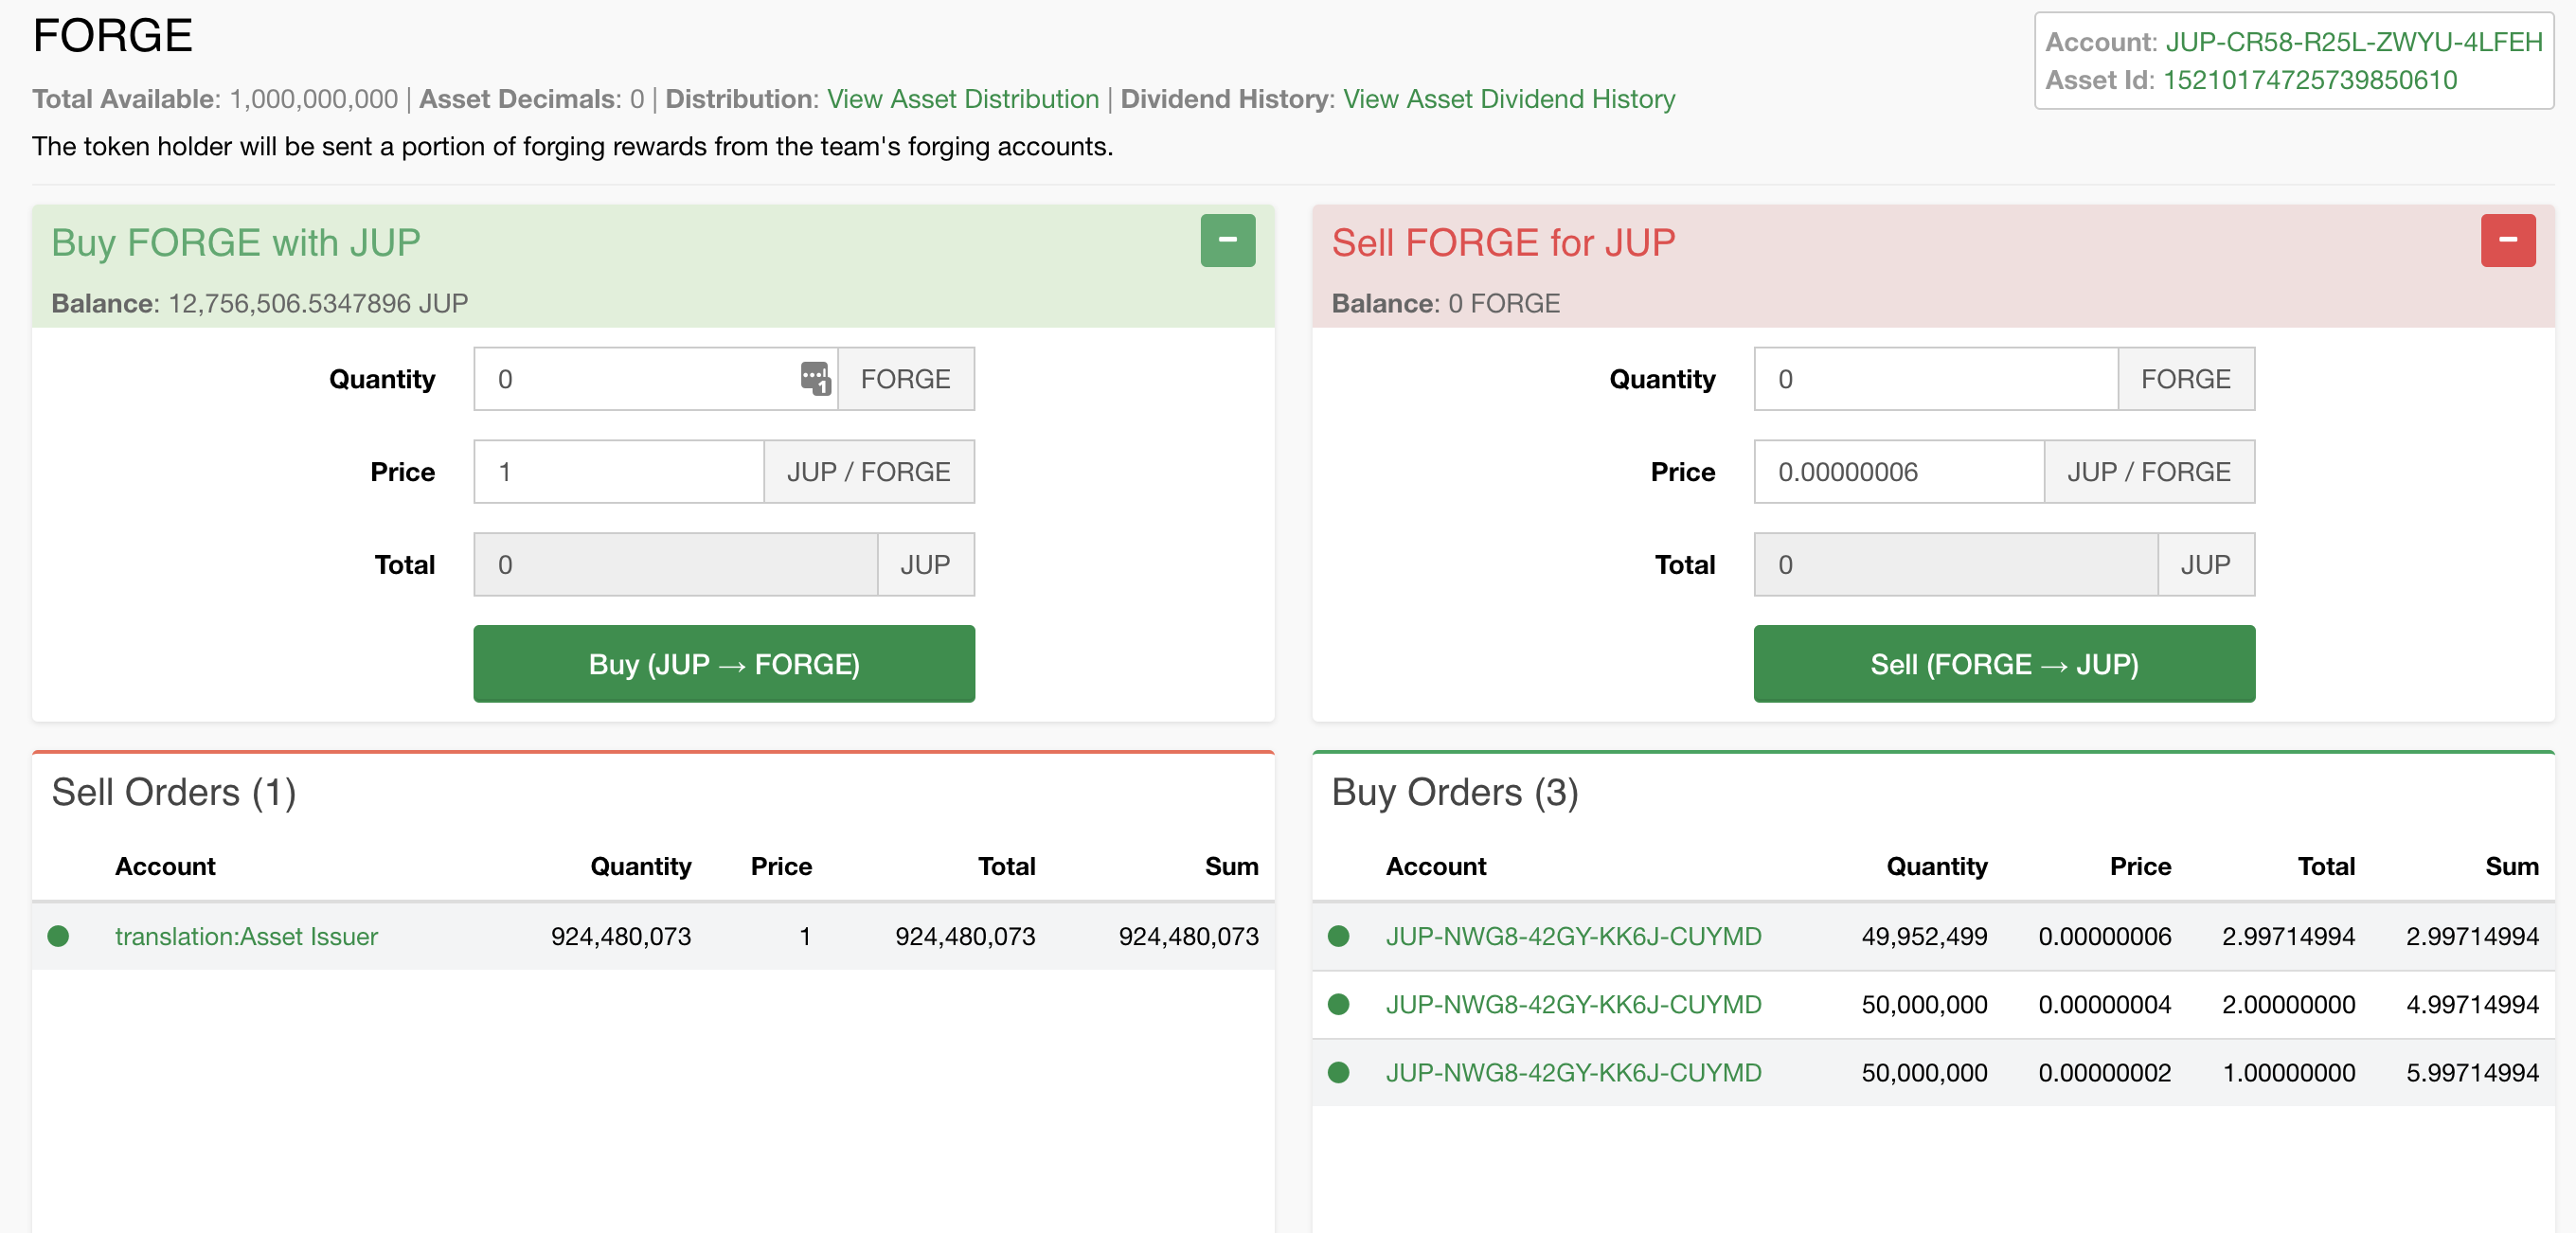 FORGE
Account: JUP-CR58-R25L-ZWYU-4LFEH
Asset Id: 15210174725739850610
Total Available: 1,000,000,000 | Asset Decimals: 0 | Distribution: View Asset Distribution | Dividend History: View Asset Dividend History
The token holder will be sent a portion of forging rewards from the team's forging accounts.
Buy FORGE with JUP
Balance: 12,756,506.5347896 JUP
Quantity 0 1 FORGE
Price 1 JUP / FORGE
Total 0 JUP
Buy (JUP → FORGE)
Sell FORGE for JUP
Balance: 0 FORGE
Quantity 0 FORGE
Price 0.00000006 JUP / FORGE
Total 0 JUP
Sell (FORGE → JUP)
Sell Orders (1)
Account Quantity Price Total Sum
translation:Asset Issuer 924,480,073 1 924,480,073 924,480,073
Buy Orders (3)
Account Quantity Price Total Sum
JUP-NWG8-42GY-KK6J-CUYMD 49,952,499 0.00000006 2.99714994 2.99714994
JUP-NWG8-42GY-KK6J-CUYMD 50,000,000 0.00000004 2.00000000 4.99714994
JUP-NWG8-42GY-KK6J-CUYMD 50,000,000 0.00000002 1.00000000 5.99714994